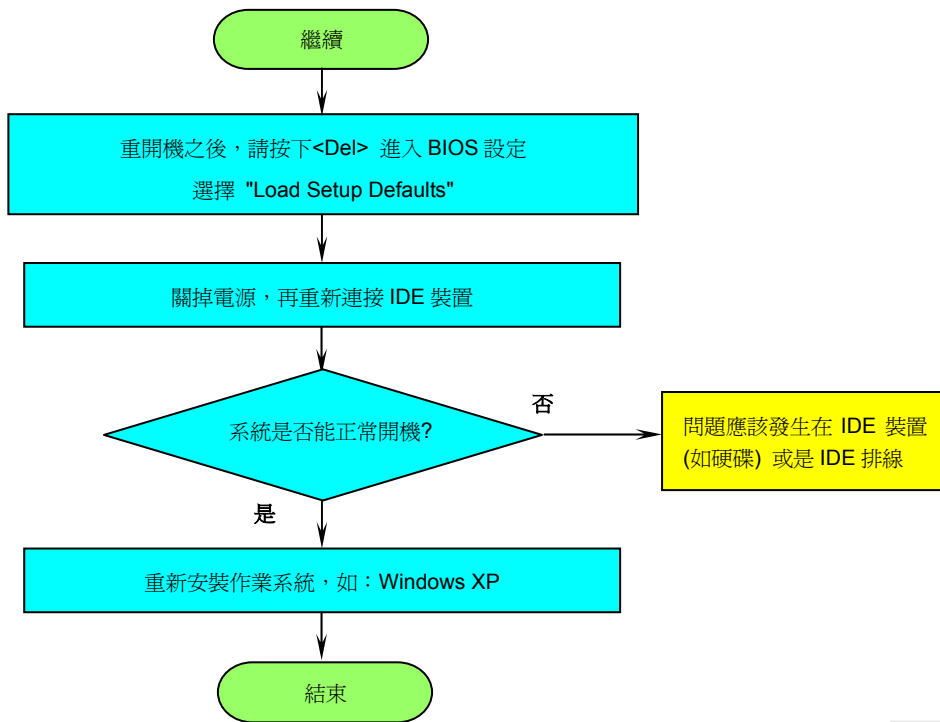 繼續
重開機之後，請按下<Del> 進入 BIOS 設定
選擇 "Load Setup Defaults"
關掉電源，再重新連接 IDE 裝置
系統是否能正常開機?
否
問題應該發生在 IDE 裝置
(如硬碟) 或是 IDE 排線
是
重新安裝作業系統，如：Windows XP
結束